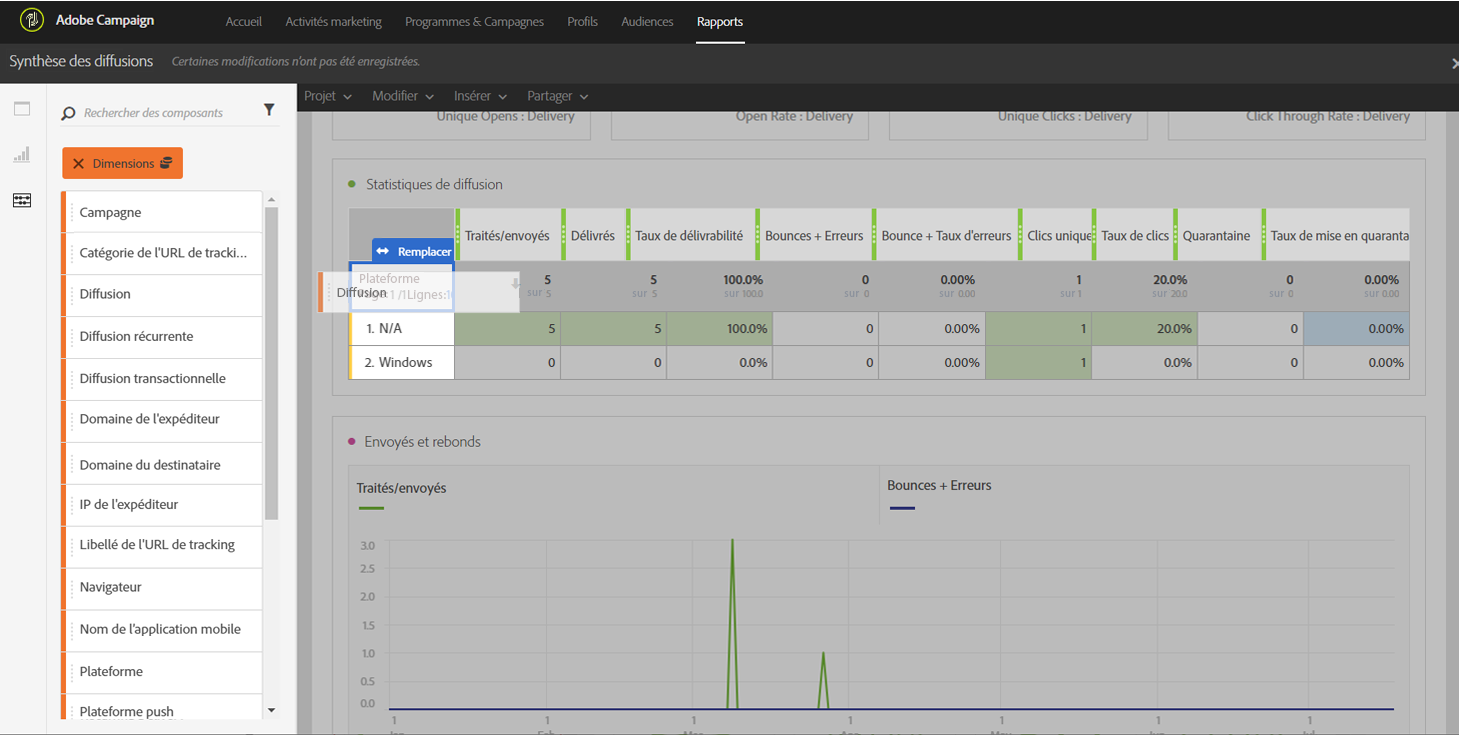 Adobe Campaign
Accueil Activités marketing Programmes & Campagnes Profils Audiences Rapports
Synthèse des diffusions Certaines modifications n'ont pas été enregistrées.
Projet Modifier Insérer Partager
Rechercher des composants
Dimensions
Campagne
Catégorie de l'URL de tracki...
Diffusion
Diffusion récurrente
Diffusion transactionnelle
Domaine de l'expéditeur
Domaine du destinataire
IP de l'expéditeur
Libellé de l'URL de tracking
Navigateur
Nom de l'application mobile
Plateforme
Plateforme push
Unique Opens : Delivery Open Rate : Delivery Unique Clicks : Delivery Click Through Rate : Delivery
Statistiques de diffusion
Traités/envoyés Délivrés Taux de délivrabilité Bounces + Erreurs Bounce + Taux d'erreurs Clics unique Taux de clics Quarantaine Taux de mise en quaranta
Remplacer
Plateforme 5 5 100.0% 0 0.00% 1 20.0% 0 0.00%
Diffusion sur 5 sur 5 sur 100.0 sur 0 sur 0.00 sur 1 sur 20.0 sur 0 sur 0.00
1. N/A 5 5 100.0% 0 0.00% 1 20.0% 0 0.00%
2. Windows 0 0 0.0% 0 0.00% 1 0.0% 0 0.00%
Envoyés et rebonds
Traités/envoyés Bounces + Erreurs
3.0
2.5
2.0
1.5
1.0
0.5
0.0
1 1 1 1 1 1 1